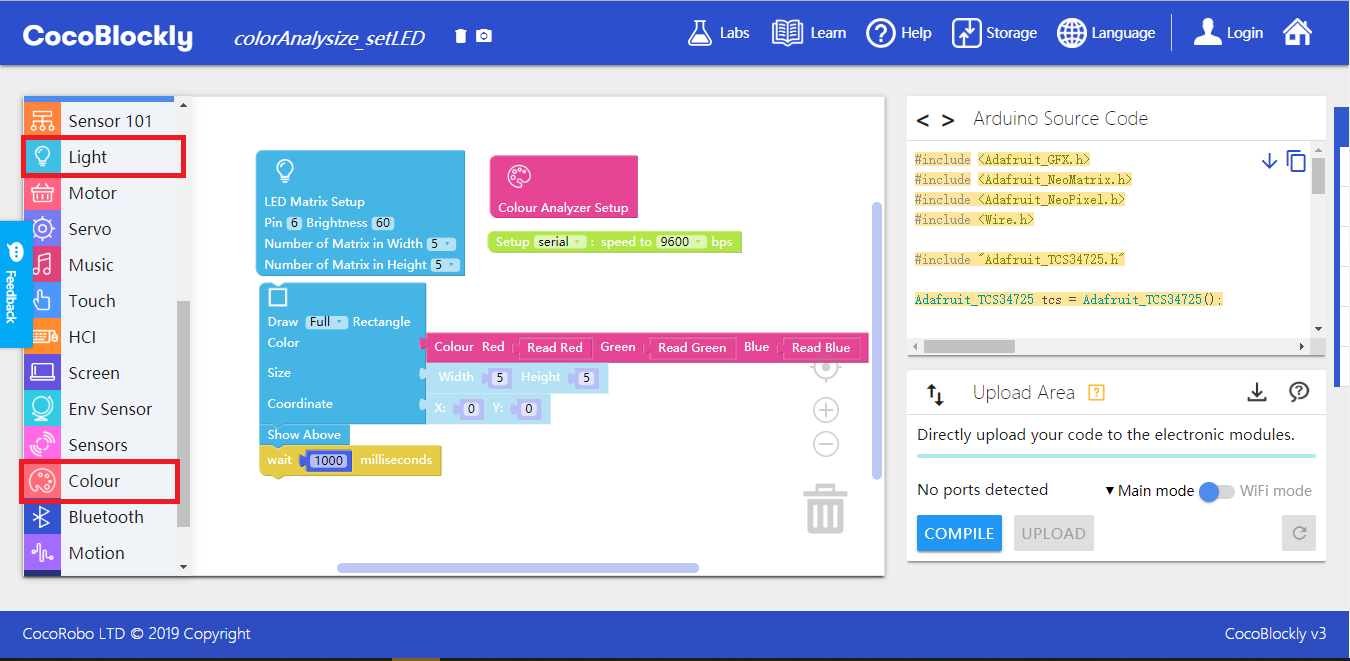 CocoBlockly
colorAnalysize_setLED
Labs
Learn
Help
Storage
Language
Login
Sensor 101
Light
Motor
Servo
Music
Touch
HCI
Screen
Env Sensor
Sensors
Colour
Bluetooth
Motion
Feedback
LED Matrix Setup
Pin 6 Brightness 60
Number of Matrix in Width 5
Number of Matrix in Height 5
Colour Analyzer Setup
Setup serial : speed to 9600 bps
Draw Full Rectangle
Color
Colour Red Read Red Green Read Green Blue Read Blue
Size
Width 5 Height 5
Coordinate
X: 0 Y: 0
Show Above
wait 1000 milliseconds
< > Arduino Source Code
#include <Adafruit_GFX.h>
#include <Adafruit_NeoMatrix.h>
#include <Adafruit_NeoPixel.h>
#include <Wire.h>
#include "Adafruit_TCS34725.h"
Adafruit_TCS34725 tcs = Adafruit_TCS34725();
Upload Area ?
Directly upload your code to the electronic modules.
No ports detected
▾ Main mode
WiFi mode
COMPILE
UPLOAD
CocoRobo LTD © 2019 Copyright
CocoBlockly v3